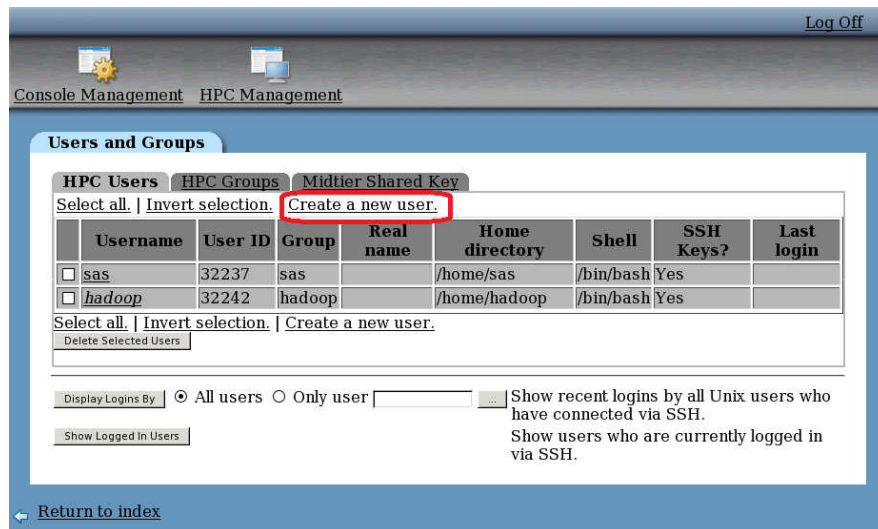 Log Off
Console Management HPC Management
Users and Groups
HPC Users HPC Groups Midtier Shared Key
Select all. | Invert selection. Create a new user.
Username User ID Group Real name Home directory Shell SSH Keys? Last login
sas 32237 sas /home/sas /bin/bash Yes
hadoop 32242 hadoop /home/hadoop /bin/bash Yes
Select all. | Invert selection. | Create a new user.
Delete Selected Users
Display Logins By All users Only user ... Show recent logins by all Unix users who
have connected via SSH.
Show Logged In Users Show users who are currently logged in
via SSH.
Return to index